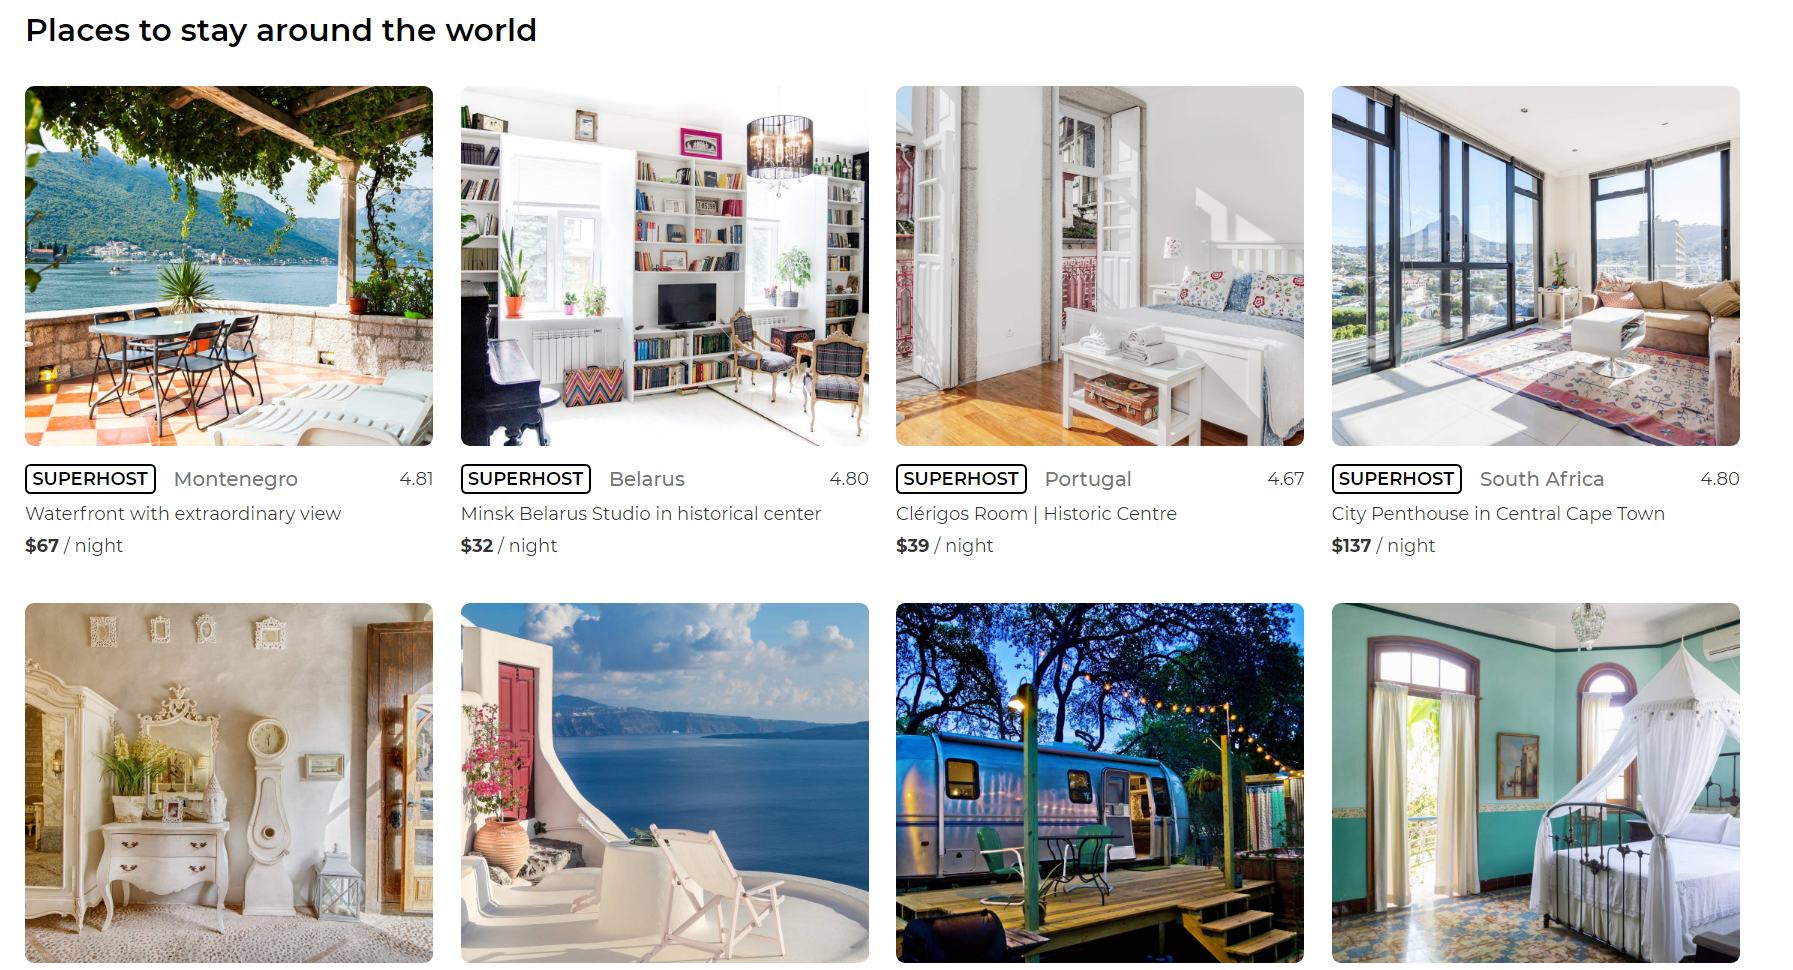 Places to stay around the world
SUPERHOST Montenegro 4.81
Waterfront with extraordinary view
$67 / night
SUPERHOST Belarus 4.80
Minsk Belarus Studio in historical center
$32 / night
SUPERHOST Portugal 4.67
Clérigos Room | Historic Centre
$39 / night
SUPERHOST South Africa 4.80
City Penthouse in Central Cape Town
$137 / night